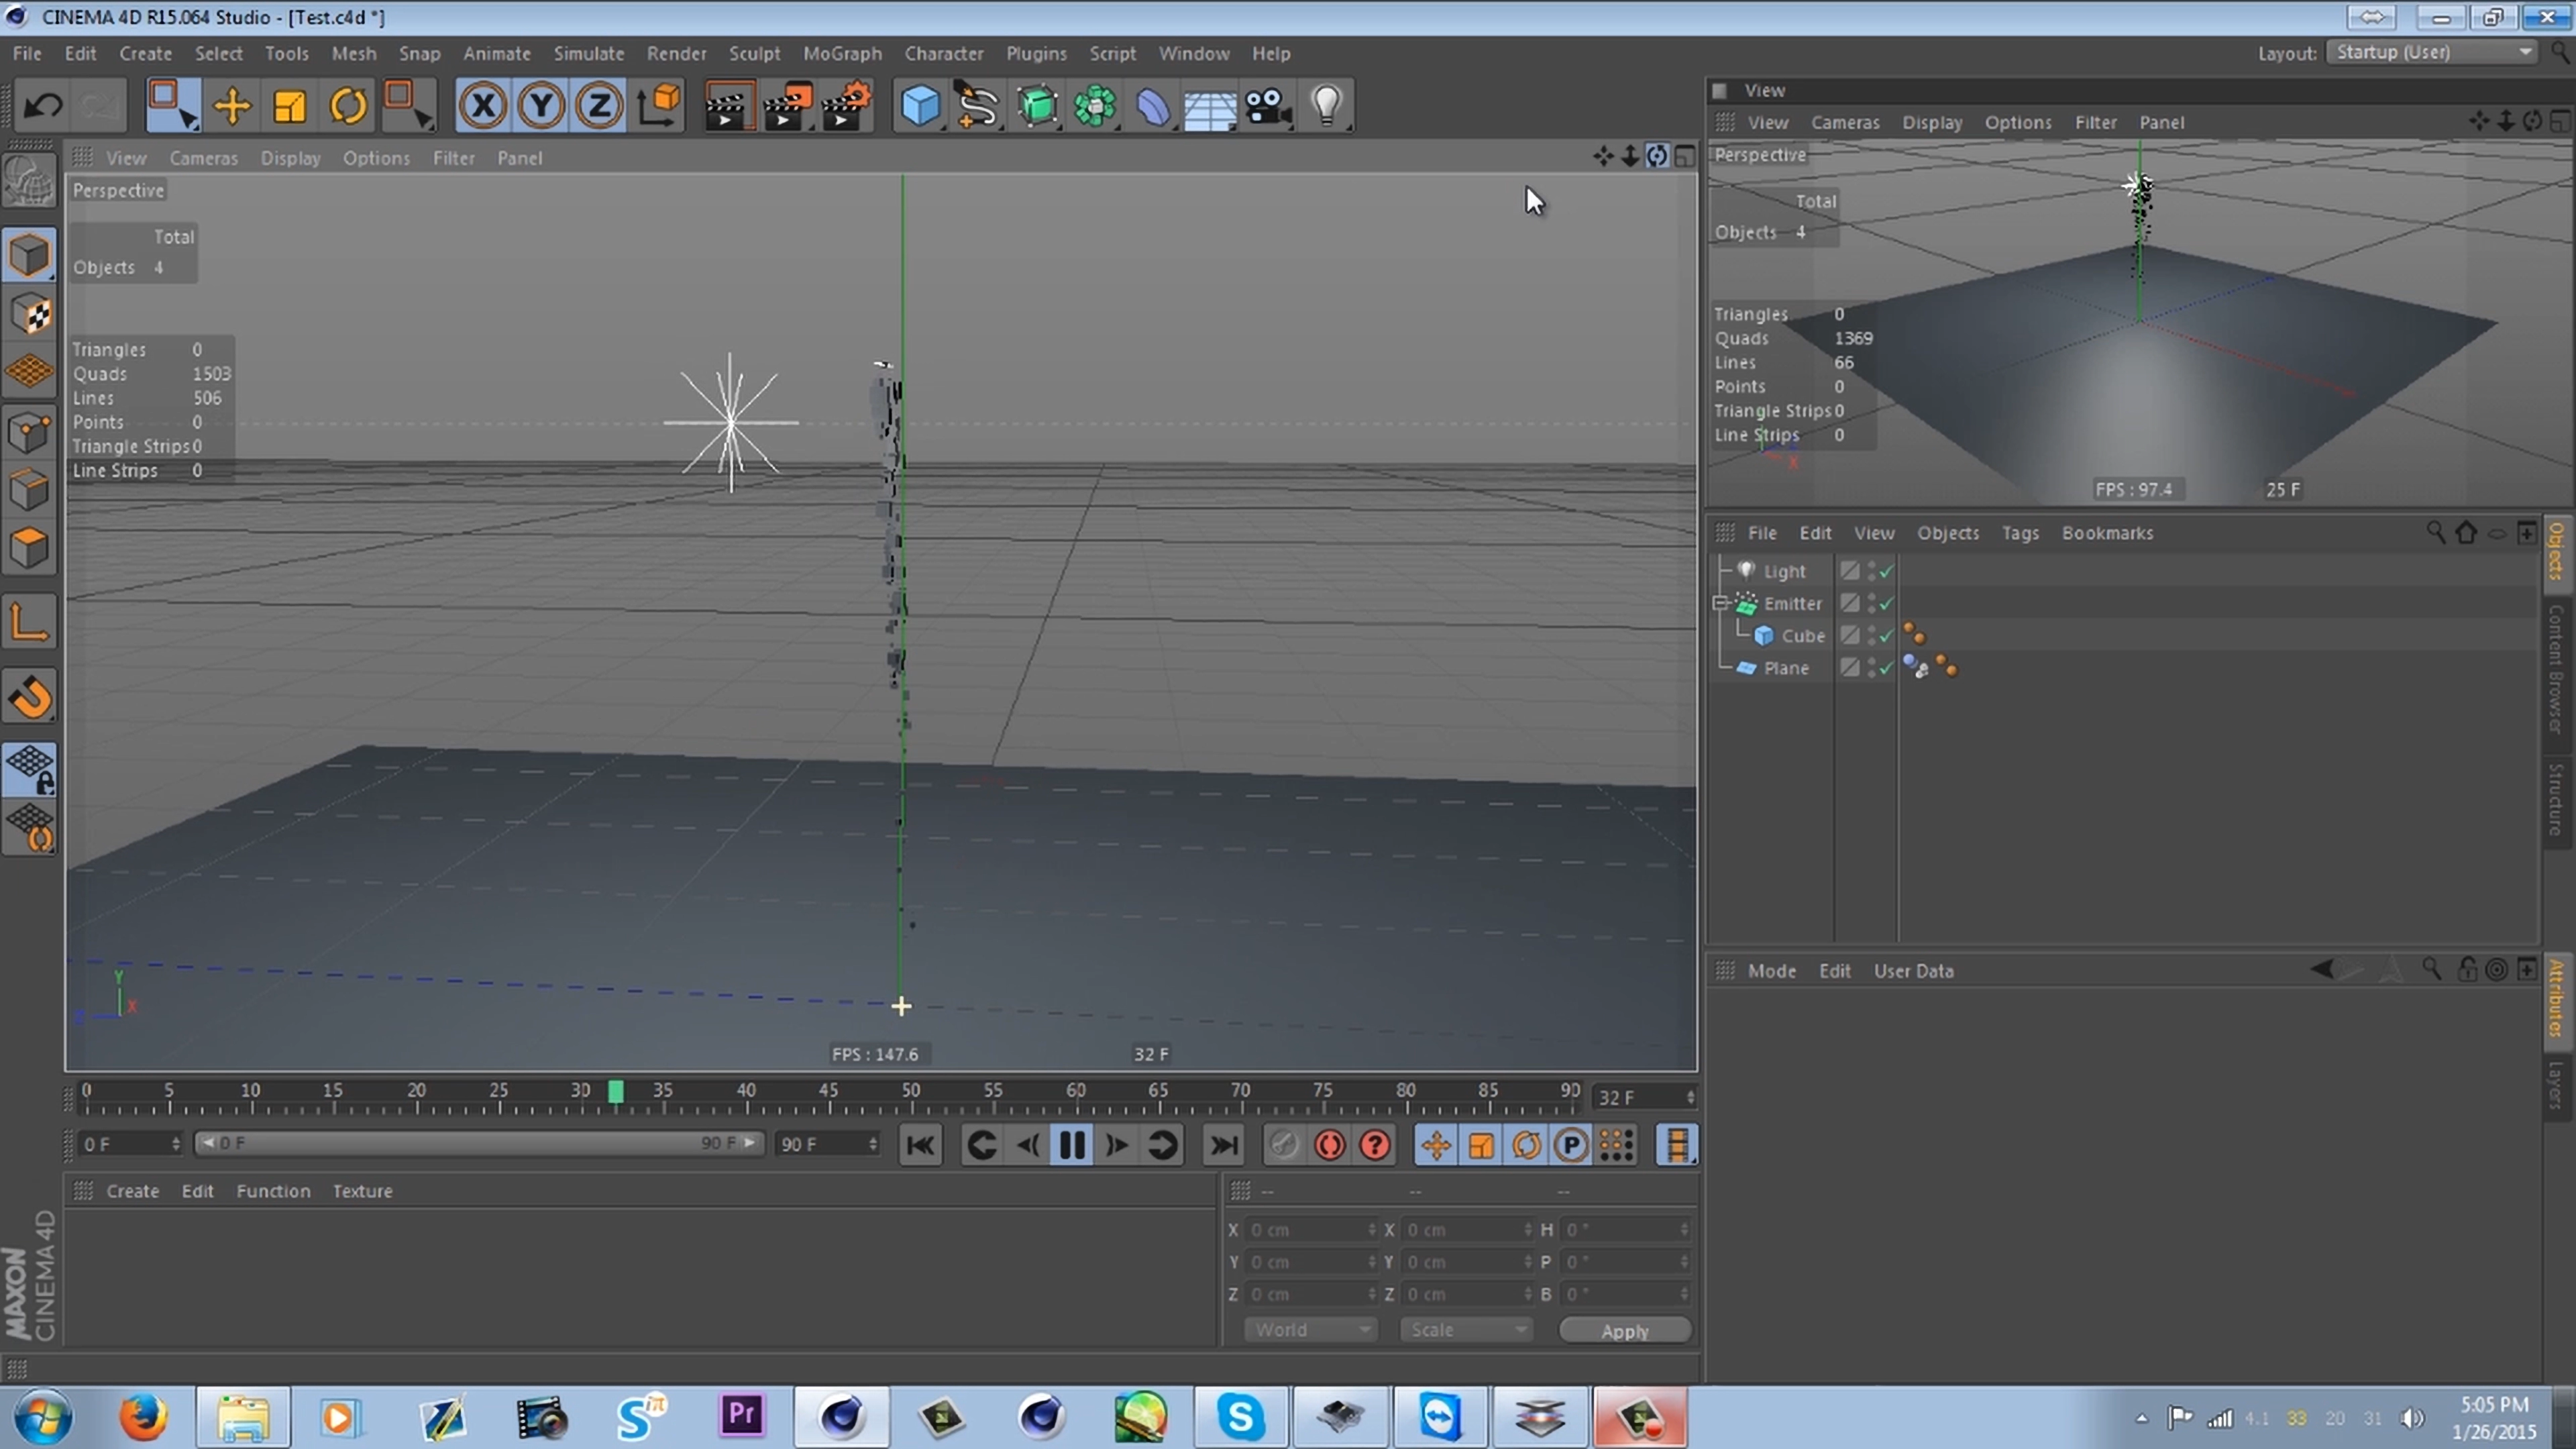 CINEMA 4D R15.064 Studio - [Test.c4d *]
File Edit Create Select Tools Mesh Snap Animate Simulate Render Sculpt MoGraph Character Plugins Script Window Help
Layout: Startup (User)
X Y Z
View
View Cameras Display Options Filter Panel
View Cameras Display Options Filter Panel
Perspective
Total
Objects 4
Triangles 0
Quads 1503
Lines 506
Points 0
Triangle Strips 0
Line Strips 0
Y
X
Z
FPS : 147.6
32 F
Perspective
Total
Objects 4
Triangles 0
Quads 1369
Lines 66
Points 0
Triangle Strips 0
Line Strips 0
X
FPS : 97.4
25 F
File Edit View Objects Tags Bookmarks
Light
Emitter
Cube
Plane
Objects
Content Browser
Structure
Mode Edit User Data
Attributes
Layers
0 5 10 15 20 25 30 35 40 45 50 55 60 65 70 75 80 85 90
32 F
0 F
0 F 90 F
90 F
? P
Create Edit Function Texture
-- -- --
X 0 cm X 0 cm H 0 °
Y 0 cm Y 0 cm P 0 °
Z 0 cm Z 0 cm B 0 °
World Scale Apply
MAXON
CINEMA 4D
Pr
S
4.1 33 20 31
5:05 PM
1/26/2015